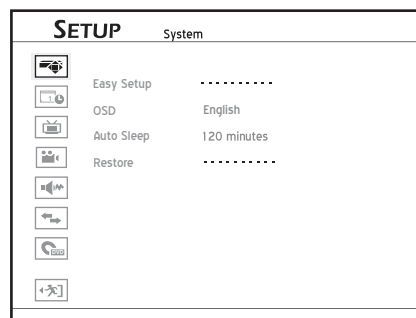 SETUP System
Easy Setup ----------
OSD English
Auto Sleep 120 minutes
Restore ----------